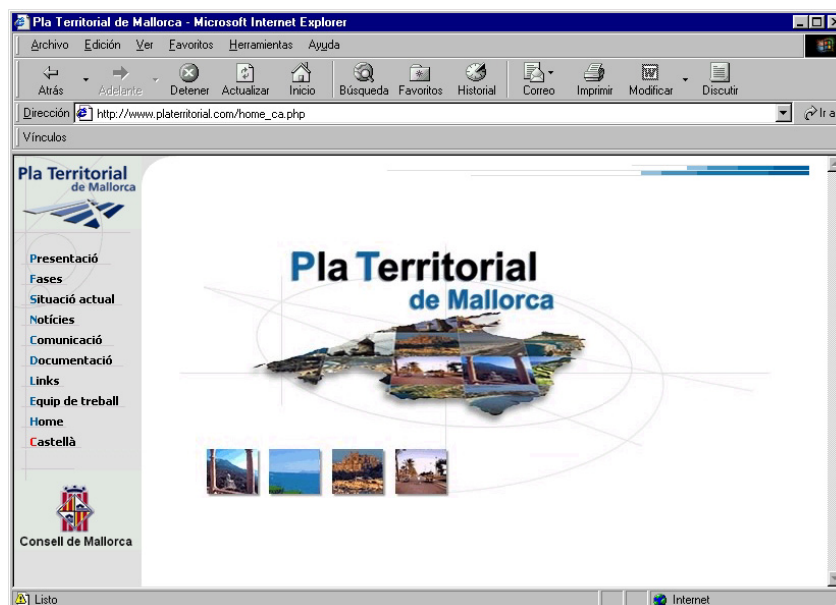 Pla Territorial de Mallorca - Microsoft Internet Explorer
Archivo Edición Ver Favoritos Herramientas Ayuda
Atrás Adelante Detener Actualizar Inicio Búsqueda Favoritos Historial Correo Imprimir Modificar Discutir
Dirección http://www.platerritorial.com/home_ca.php Ir a
Vínculos
Pla Territorial
de Mallorca
Presentació
Fases
Situació actual
Notícies
Comunicació
Documentació
Links
Equip de treball
Home
Castellà
Consell de Mallorca
Pla Territorial
de Mallorca
Listo Internet